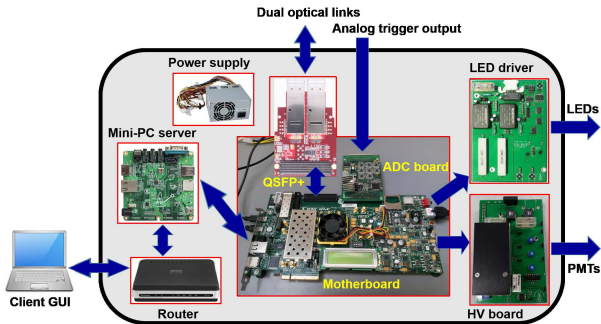 Dual optical links
Analog trigger output
Power supply
LED driver
LEDs
Mini-PC server
ADC board
QSFP+
Motherboard
PMTs
Client GUI
Router
HV board